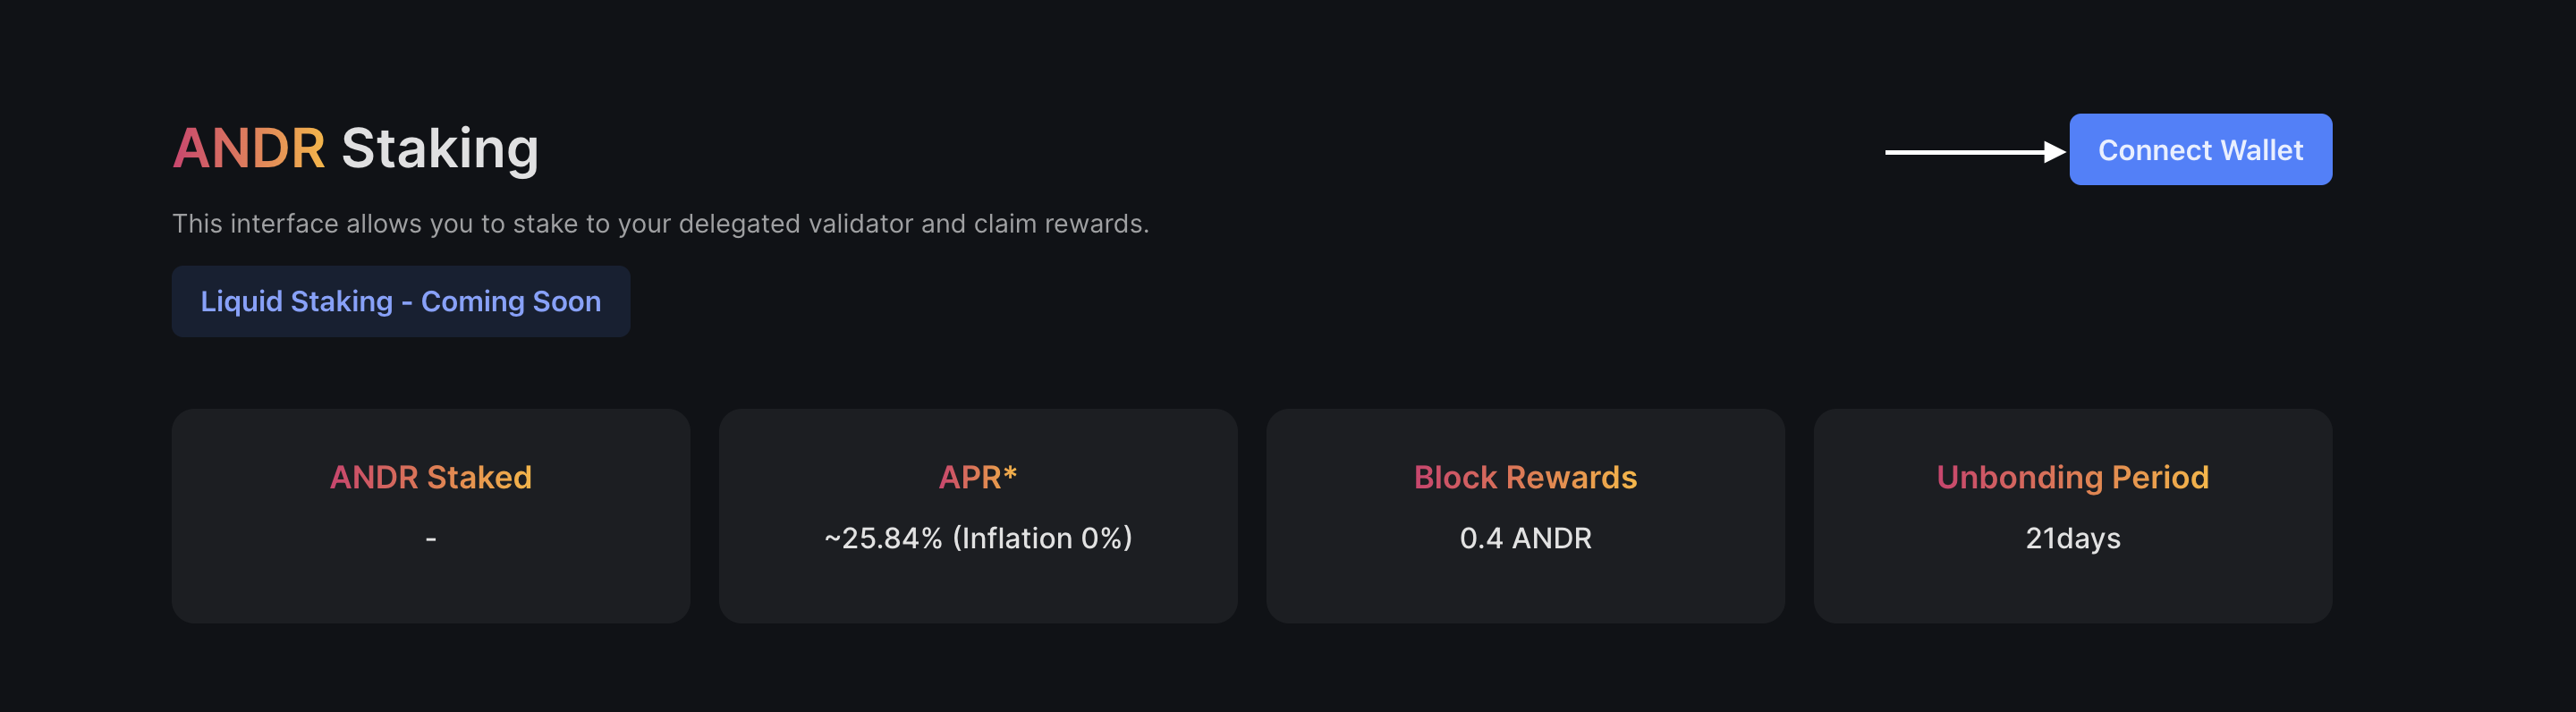 ANDR Staking
Connect Wallet
This interface allows you to stake to your delegated validator and claim rewards.
Liquid Staking - Coming Soon
ANDR Staked
-
APR*
~25.84% (Inflation 0%)
Block Rewards
0.4 ANDR
Unbonding Period
21days